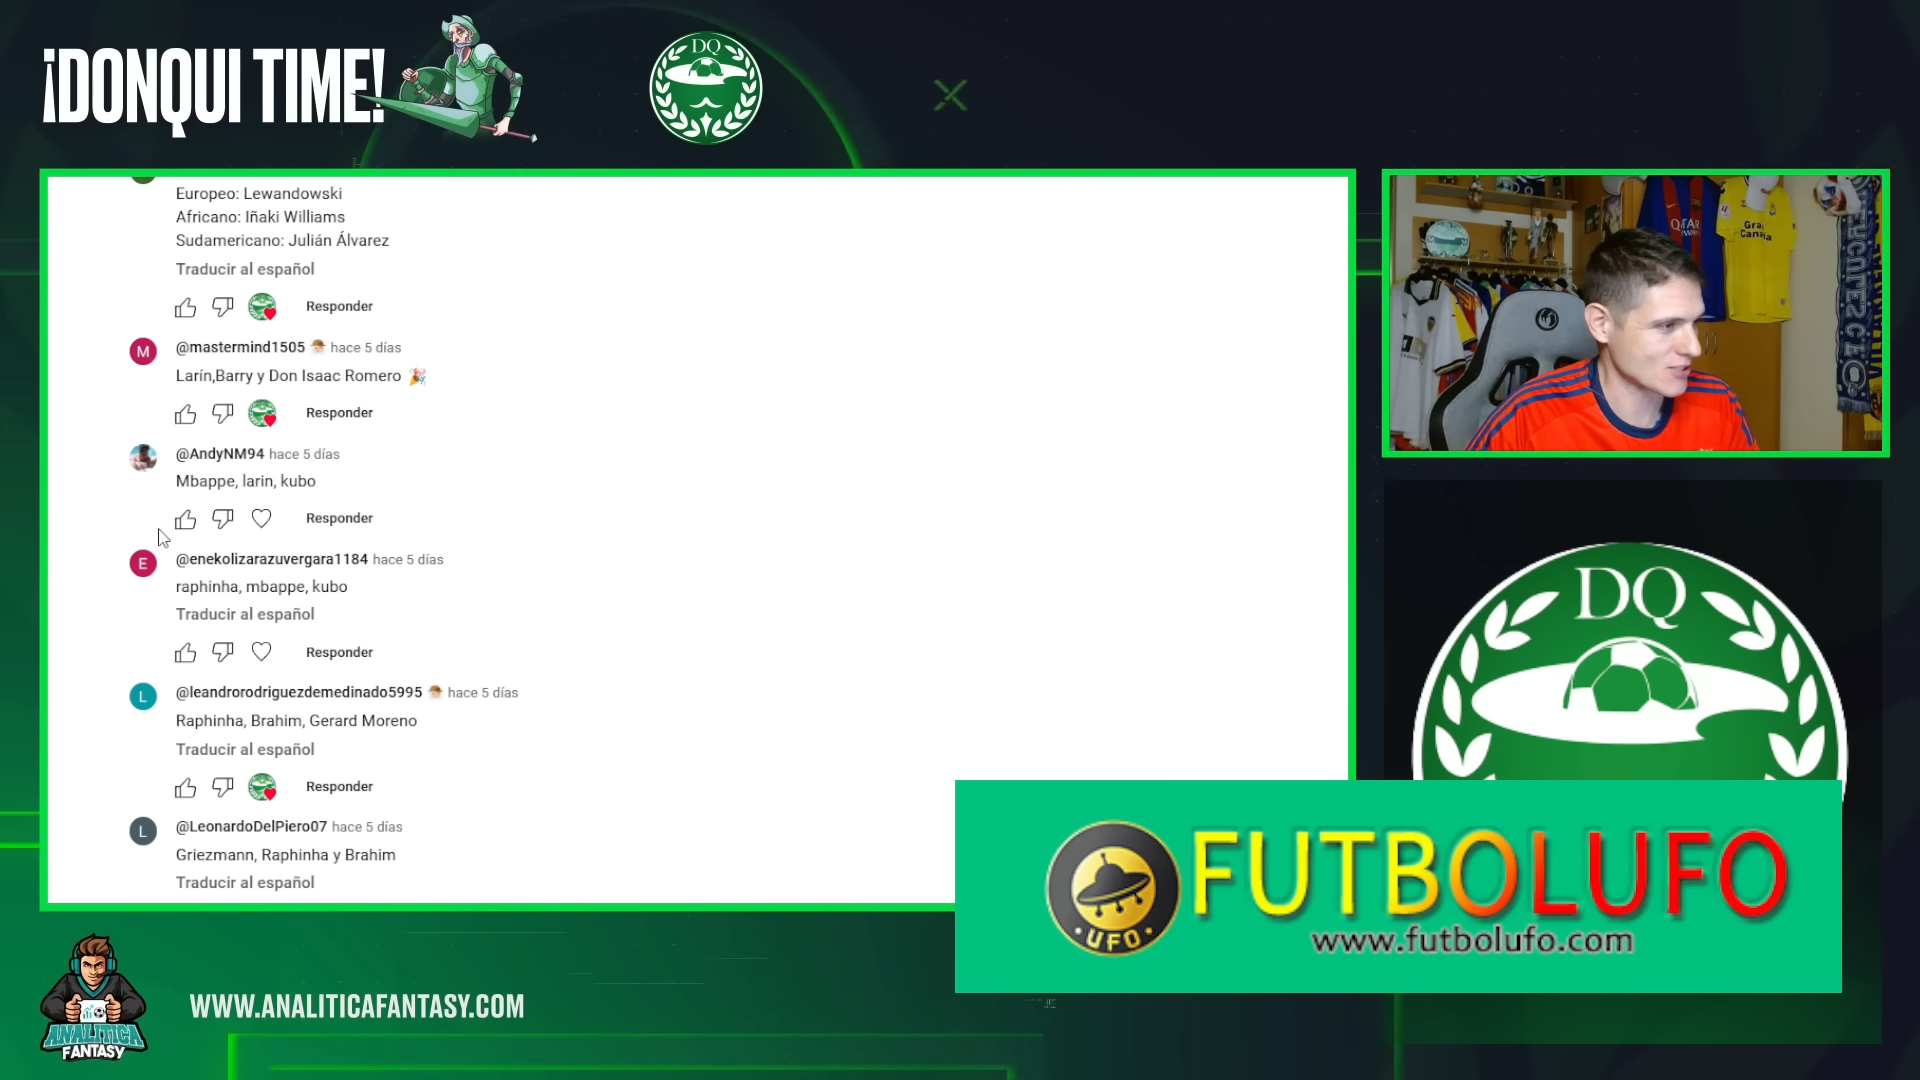 ¡DONQUI TIME!
DQ
Europeo: Lewandowski
Africano: Iñaki Williams
Sudamericano: Julián Álvarez
Traducir al español
Responder
M
@mastermind1505 hace 5 días
Larín,Barry y Don Isaac Romero 🎉
Responder
@AndyNM94 hace 5 días
Mbappe, larin, kubo
Responder
E
@enekolizarazuvergara1184 hace 5 días
raphinha, mbappe, kubo
Traducir al español
Responder
L
@leandrorodriguezdemedinado5995 hace 5 días
Raphinha, Brahim, Gerard Moreno
Traducir al español
Responder
L
@LeonardoDelPiero07 hace 5 días
Griezmann, Raphinha y Brahim
Traducir al español
QATAR
Gran
Canaria
DQ
UFO
FUTBOLUFO
www.futbolufo.com
ANALITICA
FANTASY
WWW.ANALITICAFANTASY.COM